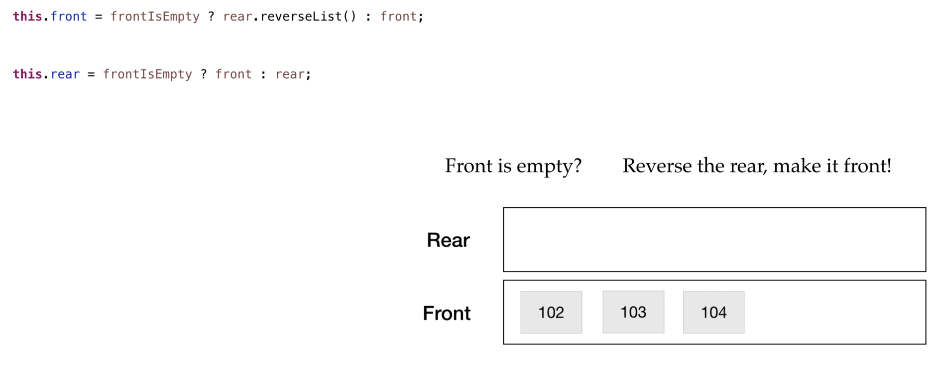 this.front = frontIsEmpty ? rear.reverseList() : front;
this.rear = frontIsEmpty ? front : rear;
Front is empty? Reverse the rear, make it front!
Rear
Front 102 103 104